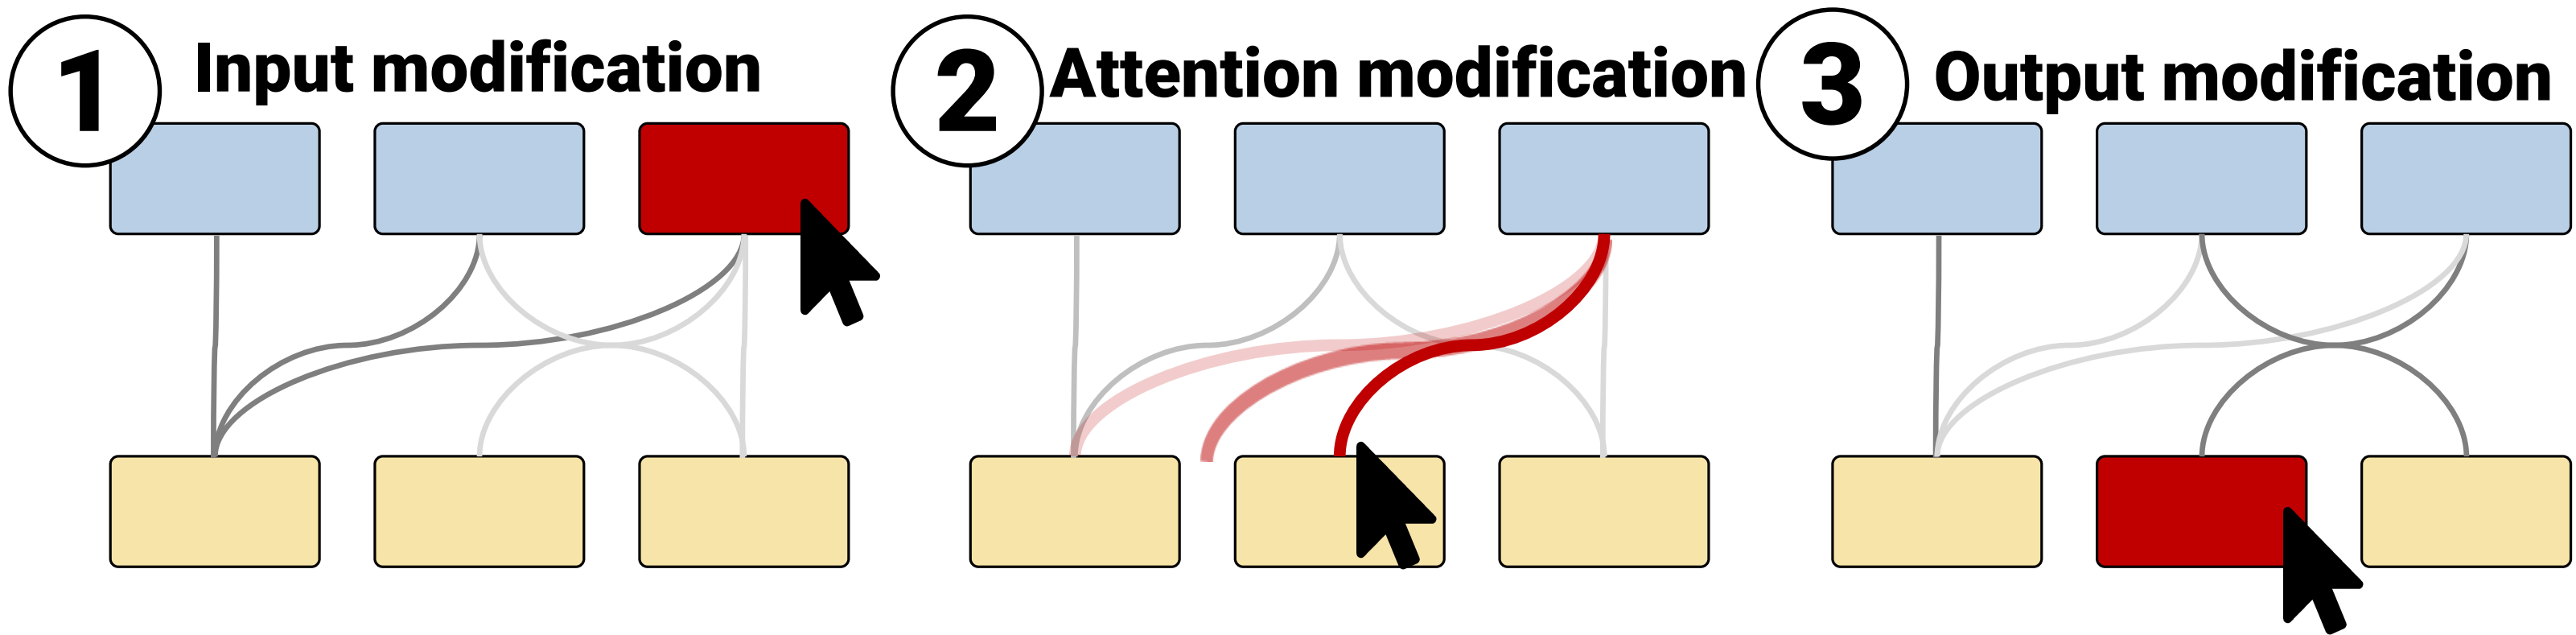 1 Input modification
2 Attention modification
3 Output modification